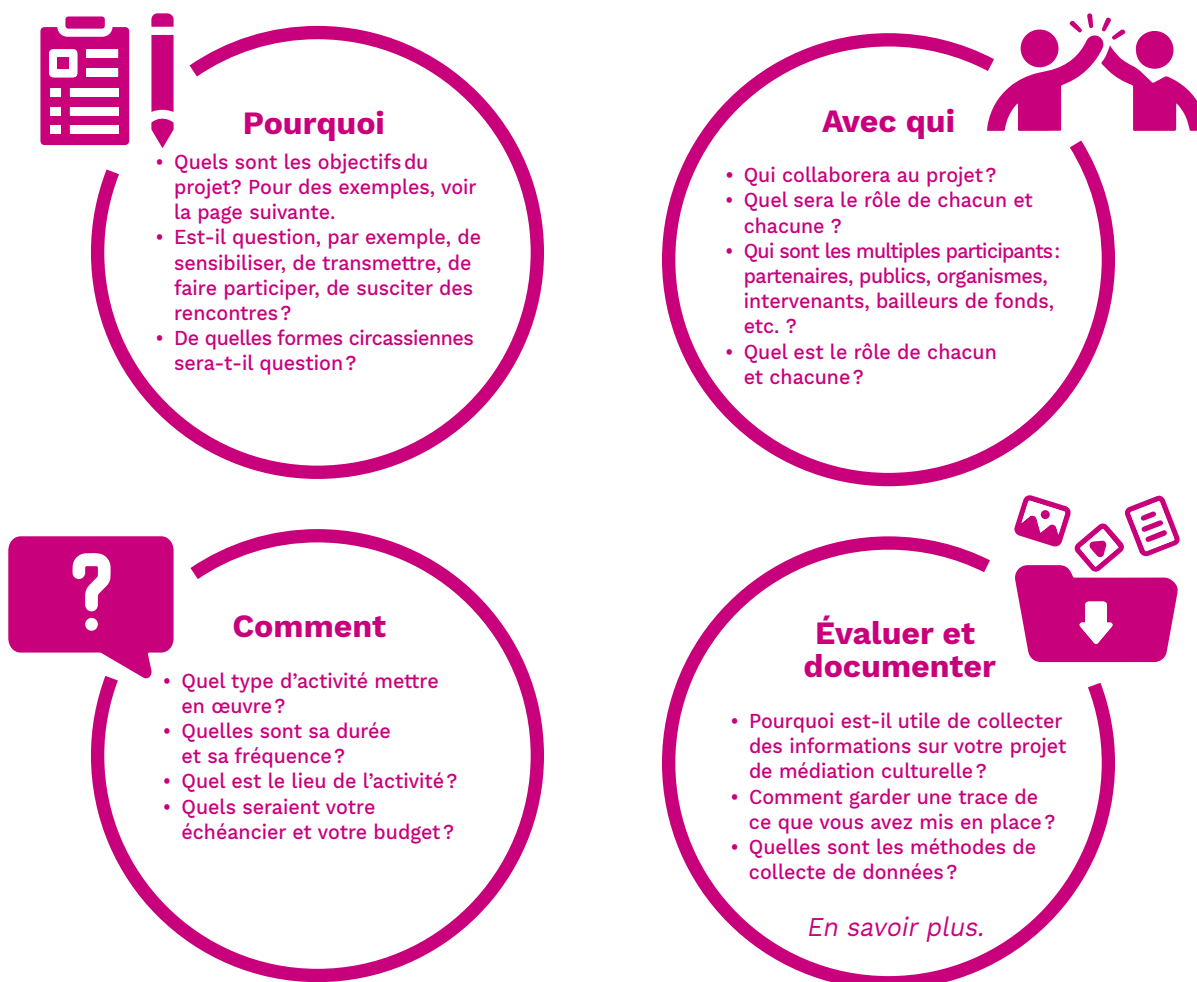 Pourquoi
• Quels sont les objectifs du
projet? Pour des exemples, voir
la page suivante.
• Est-il question, par exemple, de
sensibiliser, de transmettre, de
faire participer, de susciter des
rencontres?
• De quelles formes circassiennes
sera-t-il question?
Avec qui
• Qui collaborera au projet?
• Quel sera le rôle de chacun et
chacune ?
• Qui sont les multiples participants:
partenaires, publics, organismes,
intervenants, bailleurs de fonds,
etc. ?
• Quel est le rôle de chacun
et chacune?
?
Comment
• Quel type d’activité mettre
en œuvre?
• Quelles sont sa durée
et sa fréquence?
• Quel est le lieu de l’activité?
• Quels seraient votre
échéancier et votre budget?
Évaluer et
documenter
• Pourquoi est-il utile de collecter
des informations sur votre projet
de médiation culturelle?
• Comment garder une trace de
ce que vous avez mis en place?
• Quelles sont les méthodes de
collecte de données?
En savoir plus.